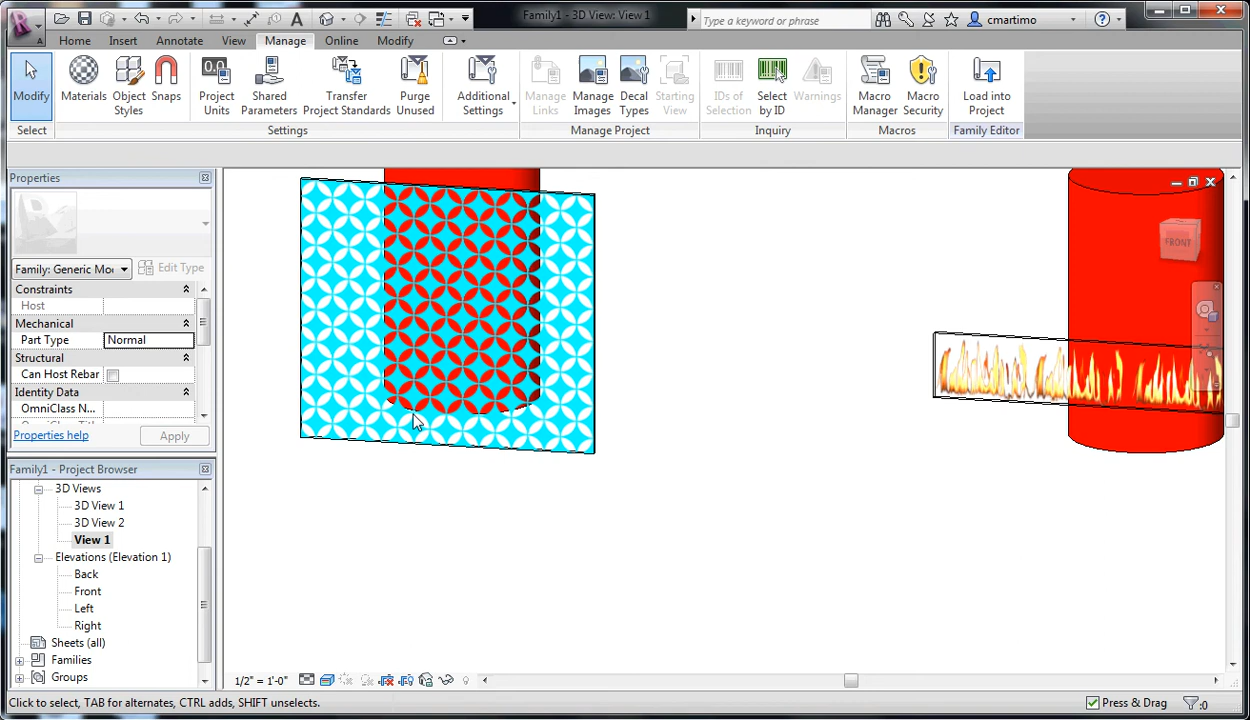 Family1 - 3D View: View 1
Type a keyword or phrase
cmartimo
Home Insert Annotate View Manage Online Modify
Modify
Materials
Object Styles
Snaps
Project Units
Shared Parameters
Transfer Project Standards
Purge Unused
Additional Settings
Manage Links
Manage Images
Decal Types
Starting View
IDs of Selection
Select by ID
Warnings
Macro Manager
Macro Security
Load into Project
Select
Settings
Manage Project
Inquiry
Macros
Family Editor
Properties
Family: Generic Mo
Edit Type
Constraints
Host
Mechanical
Part Type Normal
Structural
Can Host Rebar
Identity Data
OmniClass N...
Properties help
Apply
Family1 - Project Browser
3D Views
3D View 1
3D View 2
View 1
Elevations (Elevation 1)
Back
Front
Left
Right
Sheets (all)
Families
Groups
FRONT
1/2" = 1'-0"
Click to select, TAB for alternates, CTRL adds, SHIFT unselects.
Press & Drag
:0